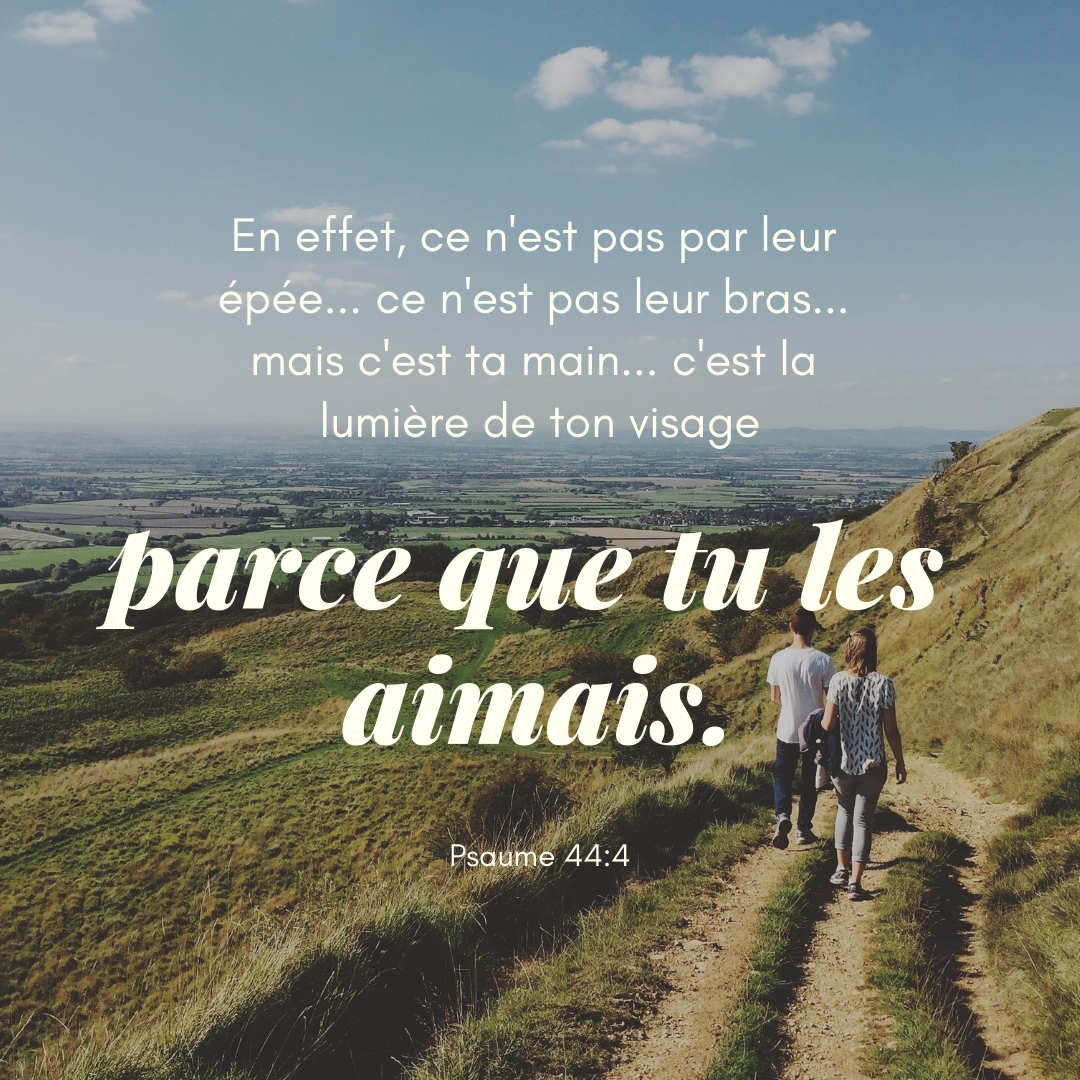 En effet, ce n'est pas par leur
épée... ce n'est pas leur bras...
mais c'est ta main... c'est la
lumière de ton visage
parce que tu les
aimais.
Psaume 44:4